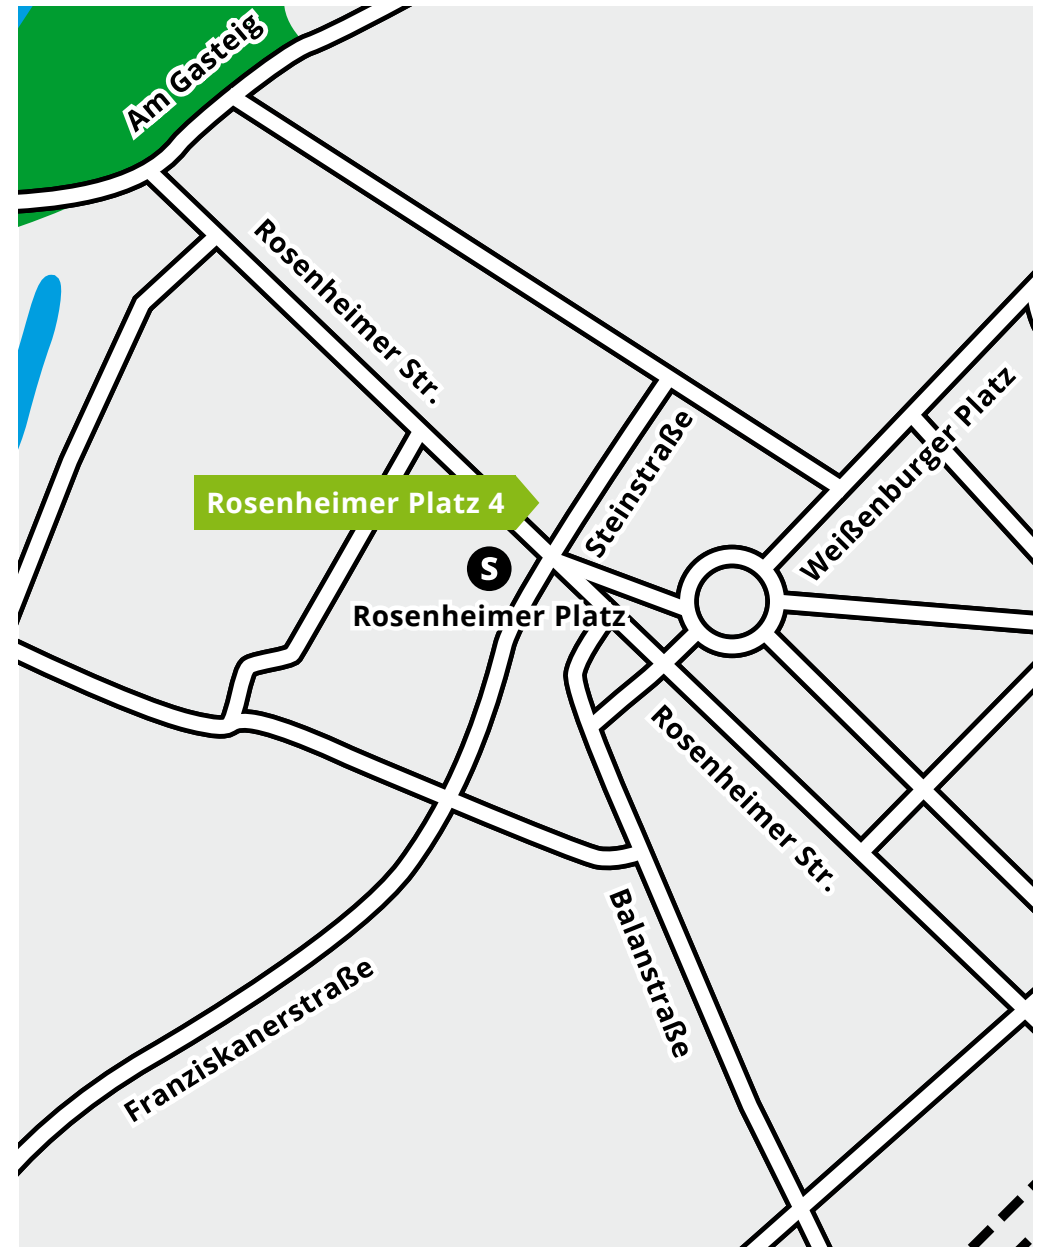 Am Gasteig
Rosenheimer Str.
Steinstraße
Weißenburger Platz
Rosenheimer Platz 4
S
Rosenheimer Platz
Rosenheimer Str.
Balanstraße
Franziskanerstraße